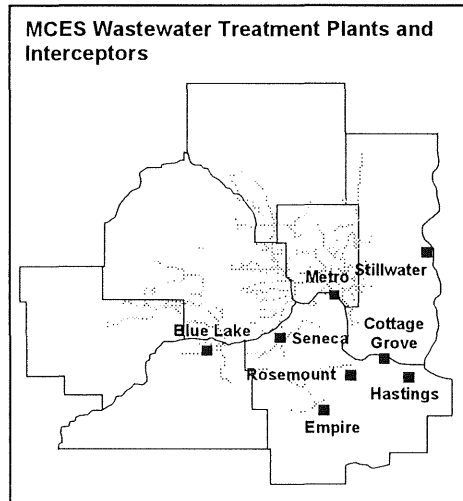 MCES Wastewater Treatment Plants and
Interceptors
Metro
Stillwater
Blue Lake
Seneca
Cottage
Grove
Rosemount
Hastings
Empire